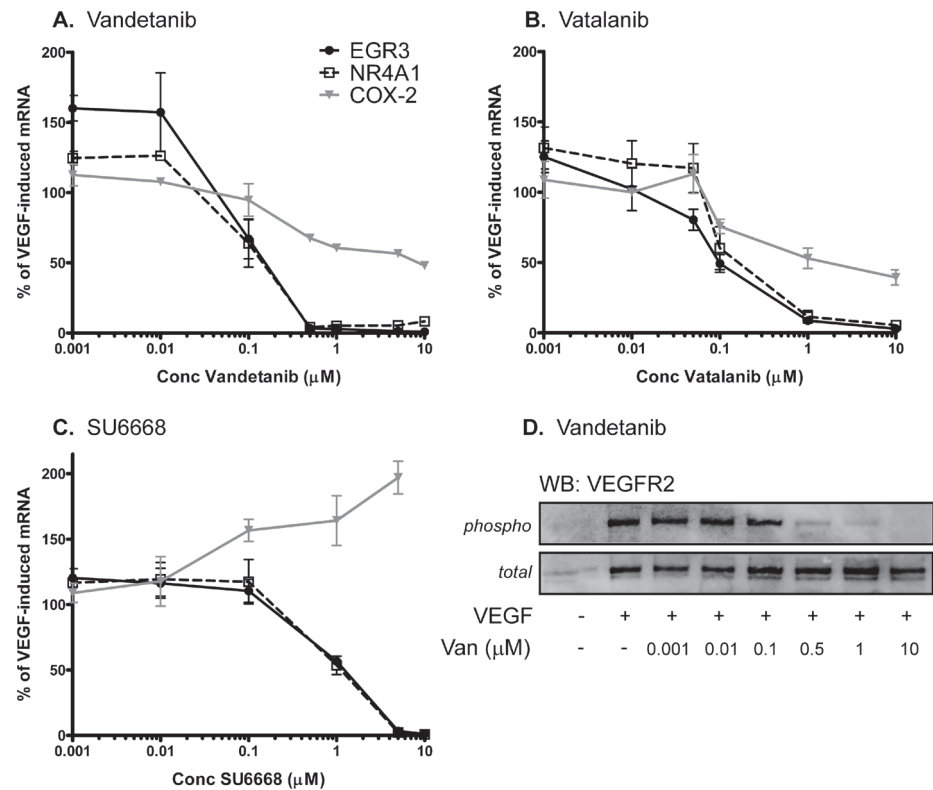 A. Vandetanib
200
150
100
50
0
% of VEGF-induced mRNA
0.001 0.01 0.1 1 10
Conc Vandetanib (μM)
EGR3
NR4A1
COX-2
B. Vatalanib
200
150
100
50
0
% of VEGF-induced mRNA
0.001 0.01 0.1 1 10
Conc Vatalanib (μM)
C. SU6668
200
150
100
50
0
% of VEGF-induced mRNA
0.001 0.01 0.1 1 10
Conc SU6668 (μM)
D. Vandetanib
WB: VEGFR2
phospho
total
VEGF - + + + + + + +
Van (μM) - - 0.001 0.01 0.1 0.5 1 10